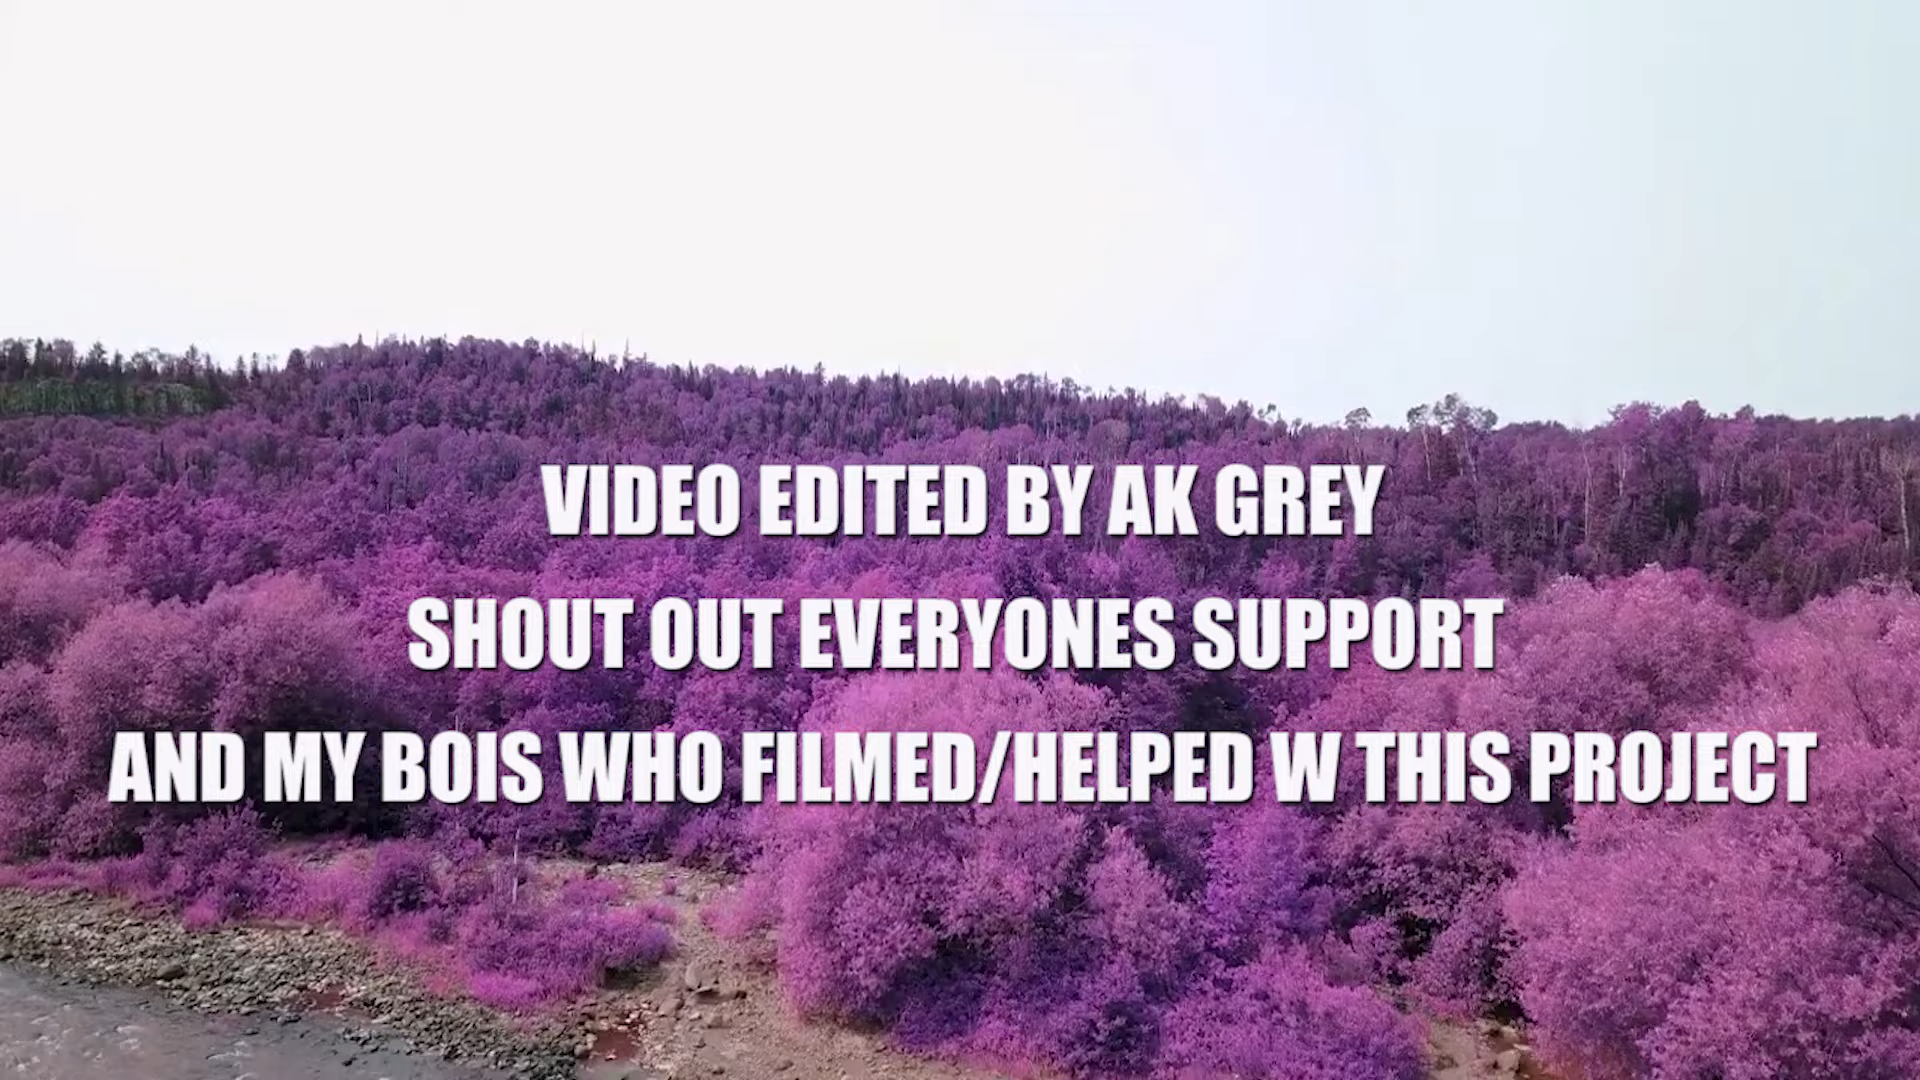 VIDEO EDITED BY AK GREY
SHOUT OUT EVERYONES SUPPORT
AND MY BOIS WHO FILMED/HELPED W THIS PROJECT